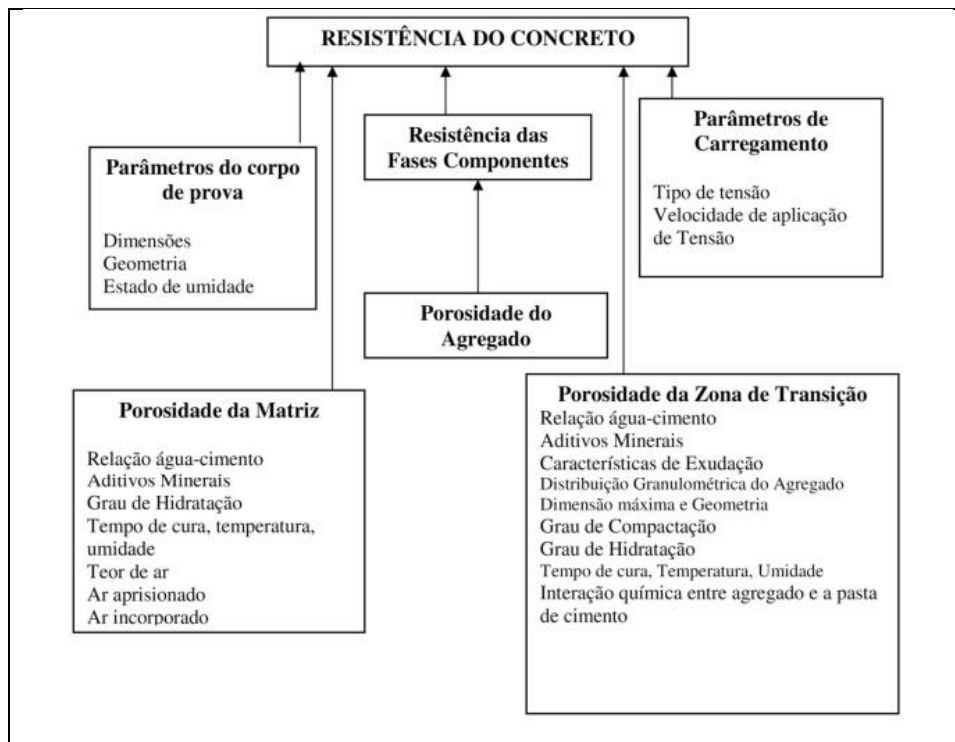 RESISTÊNCIA DO CONCRETO
Parâmetros do corpo
de prova
Dimensões
Geometria
Estado de umidade
Resistência das
Fases Componentes
Parâmetros de
Carregamento
Tipo de tensão
Velocidade de aplicação
de Tensão
Porosidade do
Agregado
Porosidade da Matriz
Relação água-cimento
Aditivos Minerais
Grau de Hidratação
Tempo de cura, temperatura,
umidade
Teor de ar
Ar aprisionado
Ar incorporado
Porosidade da Zona de Transição
Relação água-cimento
Aditivos Minerais
Características de Exudação
Distribuição Granulométrica do Agregado
Dimensão máxima e Geometria
Grau de Compactação
Grau de Hidratação
Tempo de cura, Temperatura, Umidade
Interação química entre agregado e a pasta
de cimento